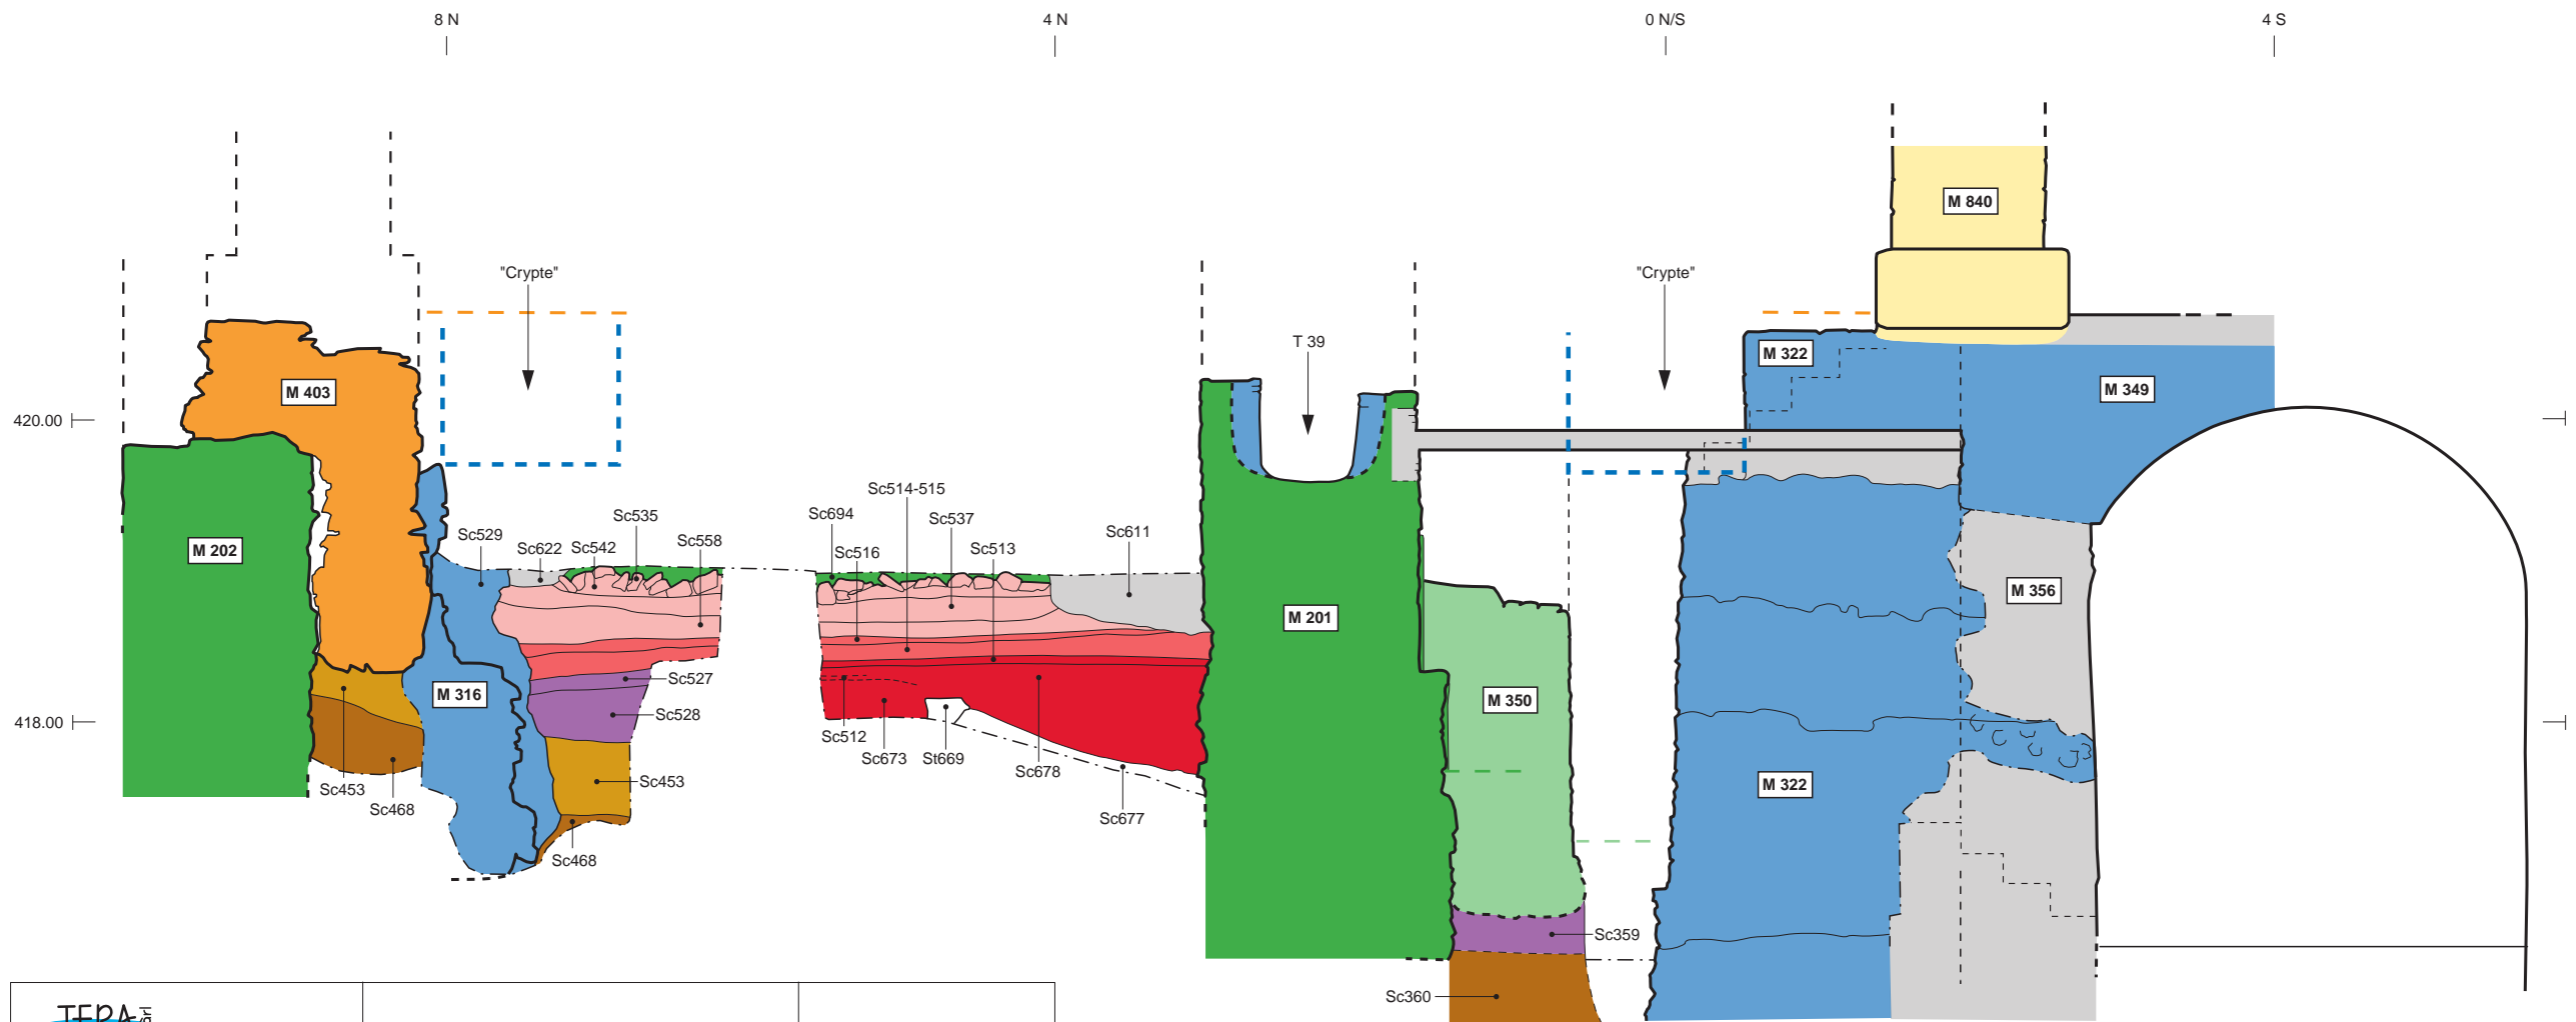 8 N
4 N
0 N/S
4 S
M 840
"Crypte"
"Crypte"
T 39
M 322
M 403
M 349
420.00
Sc514-515
Sc694
Sc535
Sc537
Sc529
Sc622
Sc542
Sc558
Sc516
Sc513
Sc611
M 202
M 356
M 201
Sc527
M 316
M 350
Sc528
418.00
Sc512
Sc673
St669
Sc678
Sc453
Sc453
M 322
Sc468
Sc677
Sc468
Sc359
Sc360
TERA
sàrl